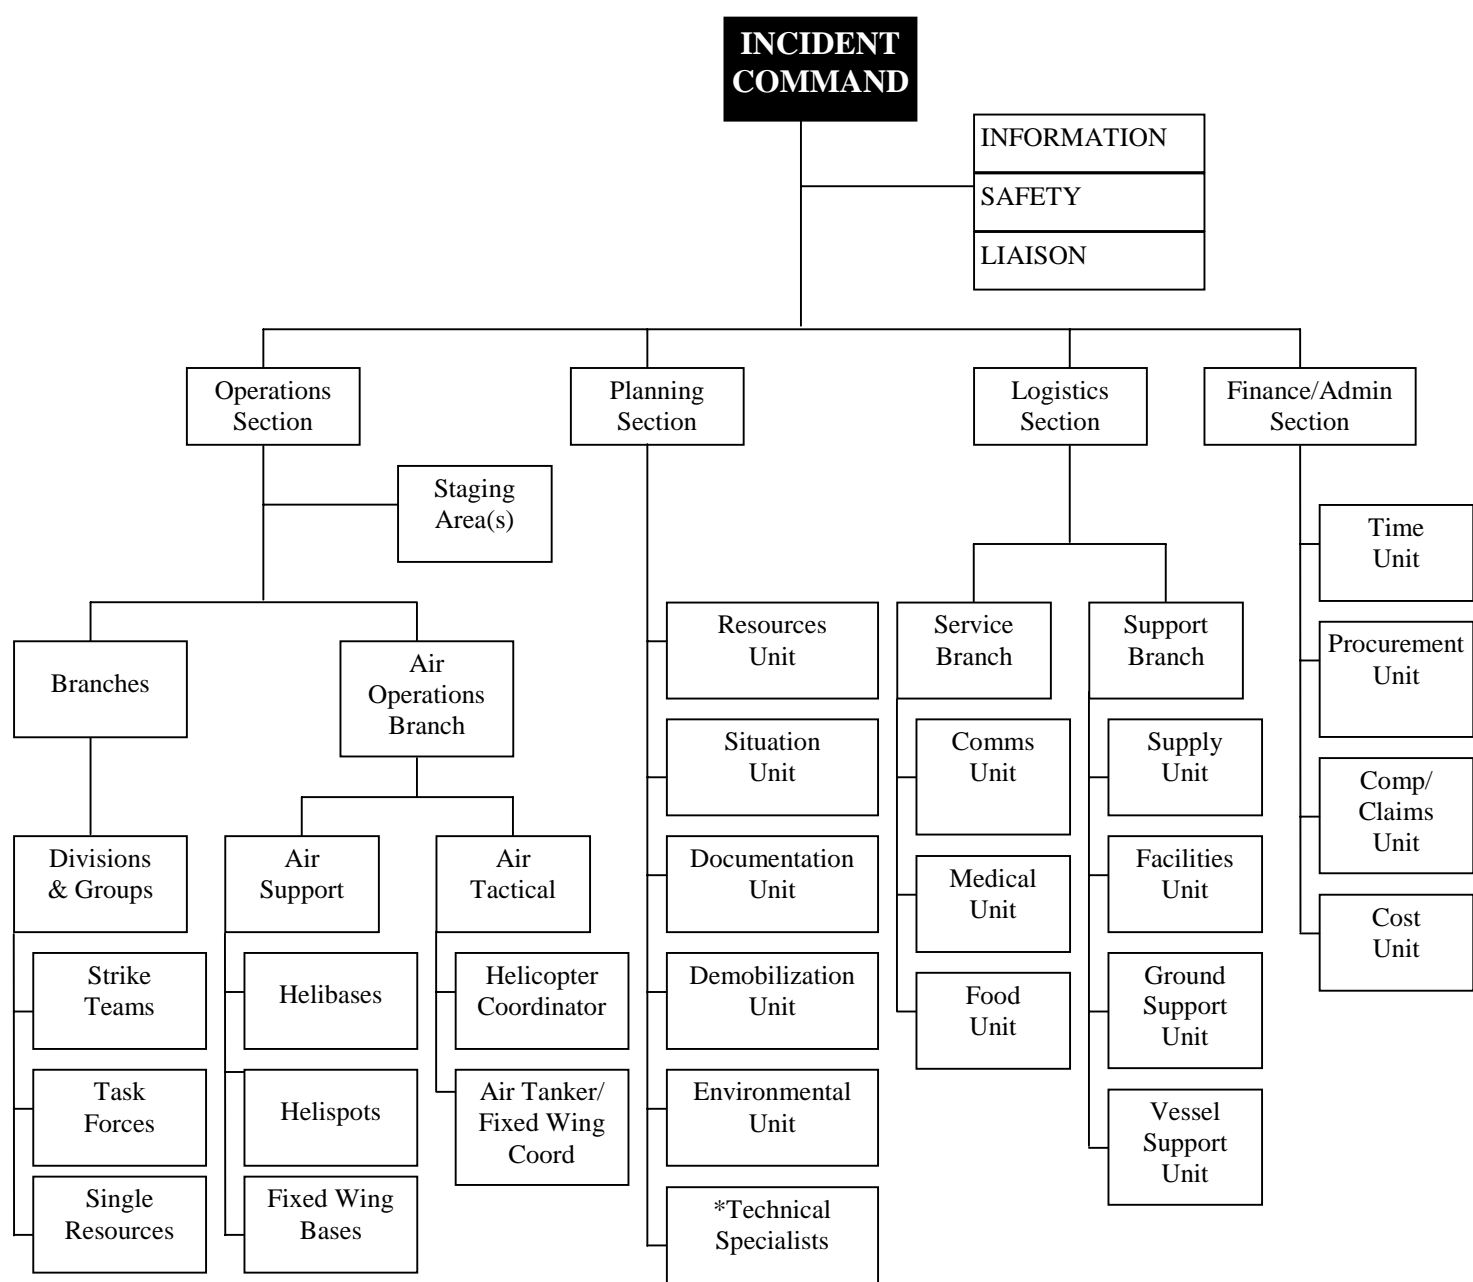 INCIDENT
COMMAND
INFORMATION
SAFETY
LIAISON
Operations
Section
Planning
Section
Logistics
Section
Finance/Admin
Section
Staging
Area(s)
Time
Unit
Procurement
Unit
Comp/
Claims
Unit
Cost
Unit
Branches
Air
Operations
Branch
Divisions
& Groups
Air
Support
Air
Tactical
Strike
Teams
Task
Forces
Single
Resources
Helibases
Helispots
Fixed Wing
Bases
Helicopter
Coordinator
Air Tanker/
Fixed Wing
Coord
Resources
Unit
Situation
Unit
Documentation
Unit
Demobilization
Unit
Environmental
Unit
*Technical
Specialists
Service
Branch
Support
Branch
Comms
Unit
Medical
Unit
Food
Unit
Supply
Unit
Facilities
Unit
Ground
Support
Unit
Vessel
Support
Unit